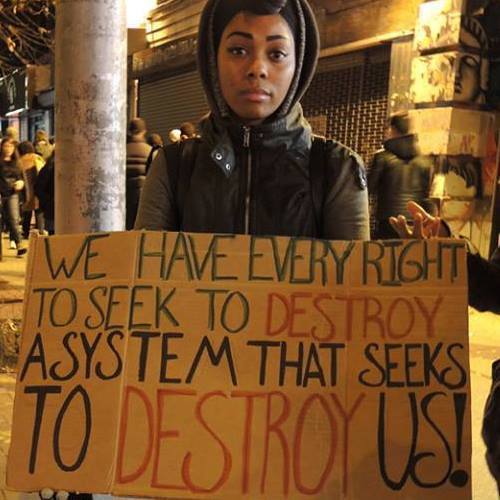 WE HAVE EVERY RIGHT
TO SEEK TO DESTROY
A SYSTEM THAT SEEKS
TO DESTROY US!